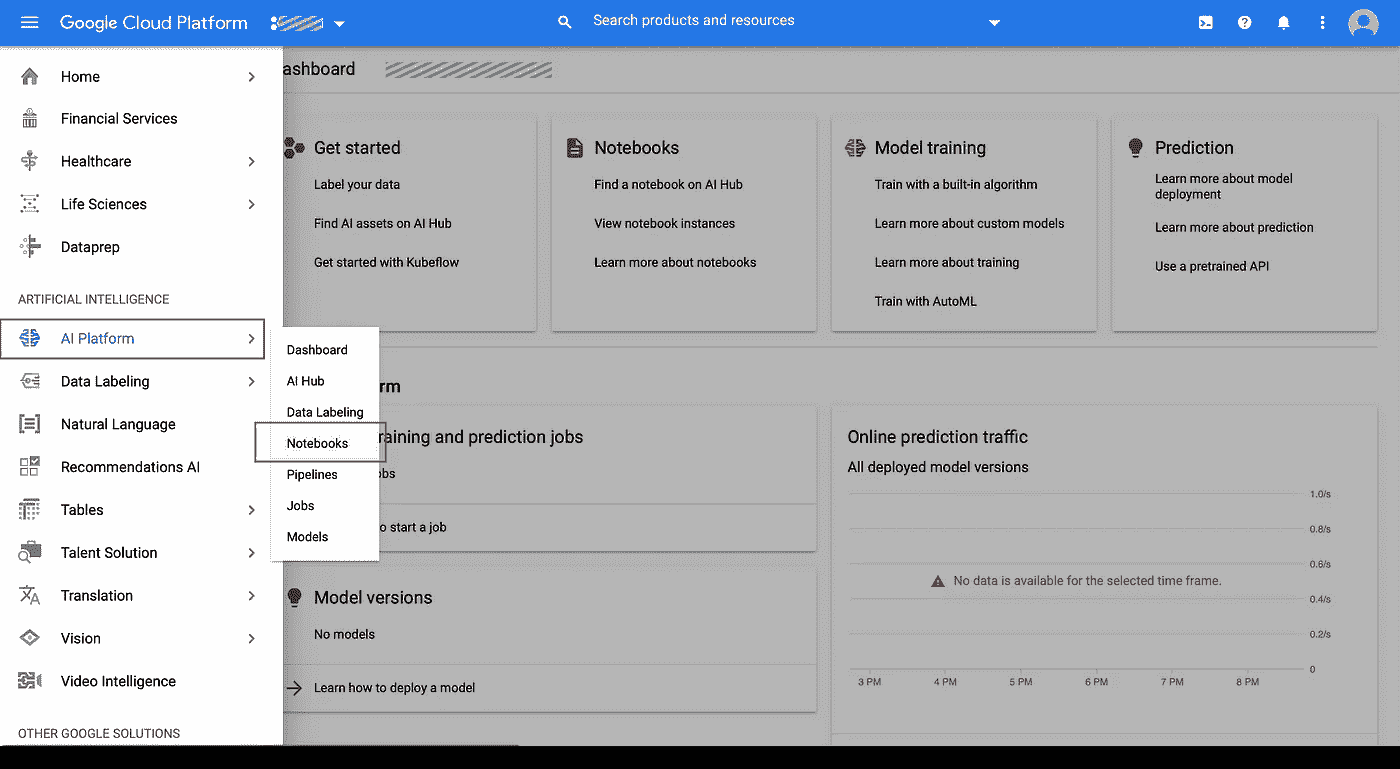 Google Cloud Platform
Search products and resources
Home
Financial Services
Healthcare
Life Sciences
Dataprep
ARTIFICIAL INTELLIGENCE
AI Platform
Data Labeling
Natural Language
Recommendations AI
Tables
Talent Solution
Translation
Vision
Video Intelligence
OTHER GOOGLE SOLUTIONS
Dashboard
AI Hub
Data Labeling
Notebooks
Pipelines
Jobs
Models
ashboard
Get started
Label your data
Find AI assets on AI Hub
Get started with Kubeflow
Notebooks
Find a notebook on AI Hub
View notebook instances
Learn more about notebooks
Model training
Train with a built-in algorithm
Learn more about custom models
Learn more about training
Train with AutoML
Prediction
Learn more about model
deployment
Learn more about prediction
Use a pretrained API
rm
raining and prediction jobs
obs
o start a job
Model versions
No models
Learn how to deploy a model
Online prediction traffic
All deployed model versions
1.0/s
0.8/s
0.6/s
No data is available for the selected time frame.
0.4/s
0.2/s
0
3 PM 4 PM 5 PM 6 PM 7 PM 8 PM